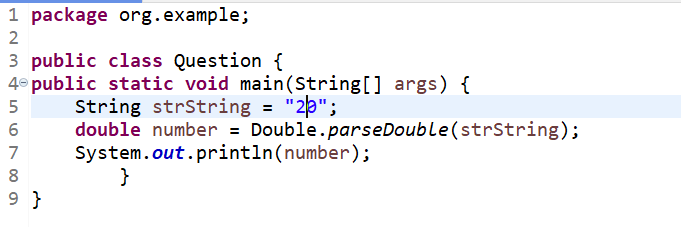 1 package org.example;
2
3 public class Question {
4 public static void main(String[] args) {
5     String strString = "20";
6     double number = Double.parseDouble(strString);
7     System.out.println(number);
8         }
9 }